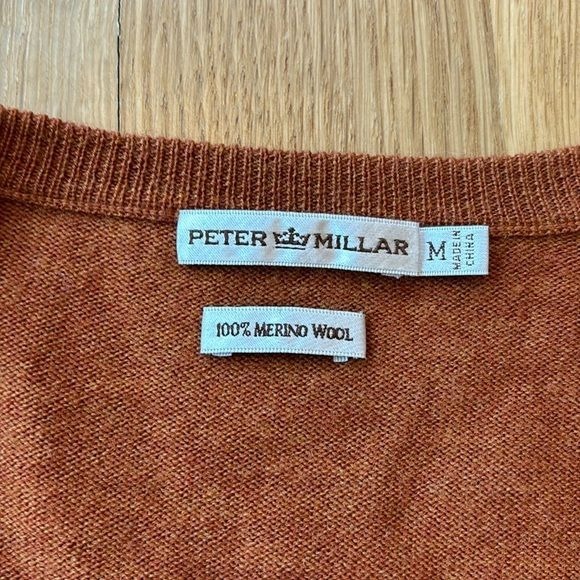 PETER MILLAR
M
MADE IN
CHINA
100% MERINO WOOL